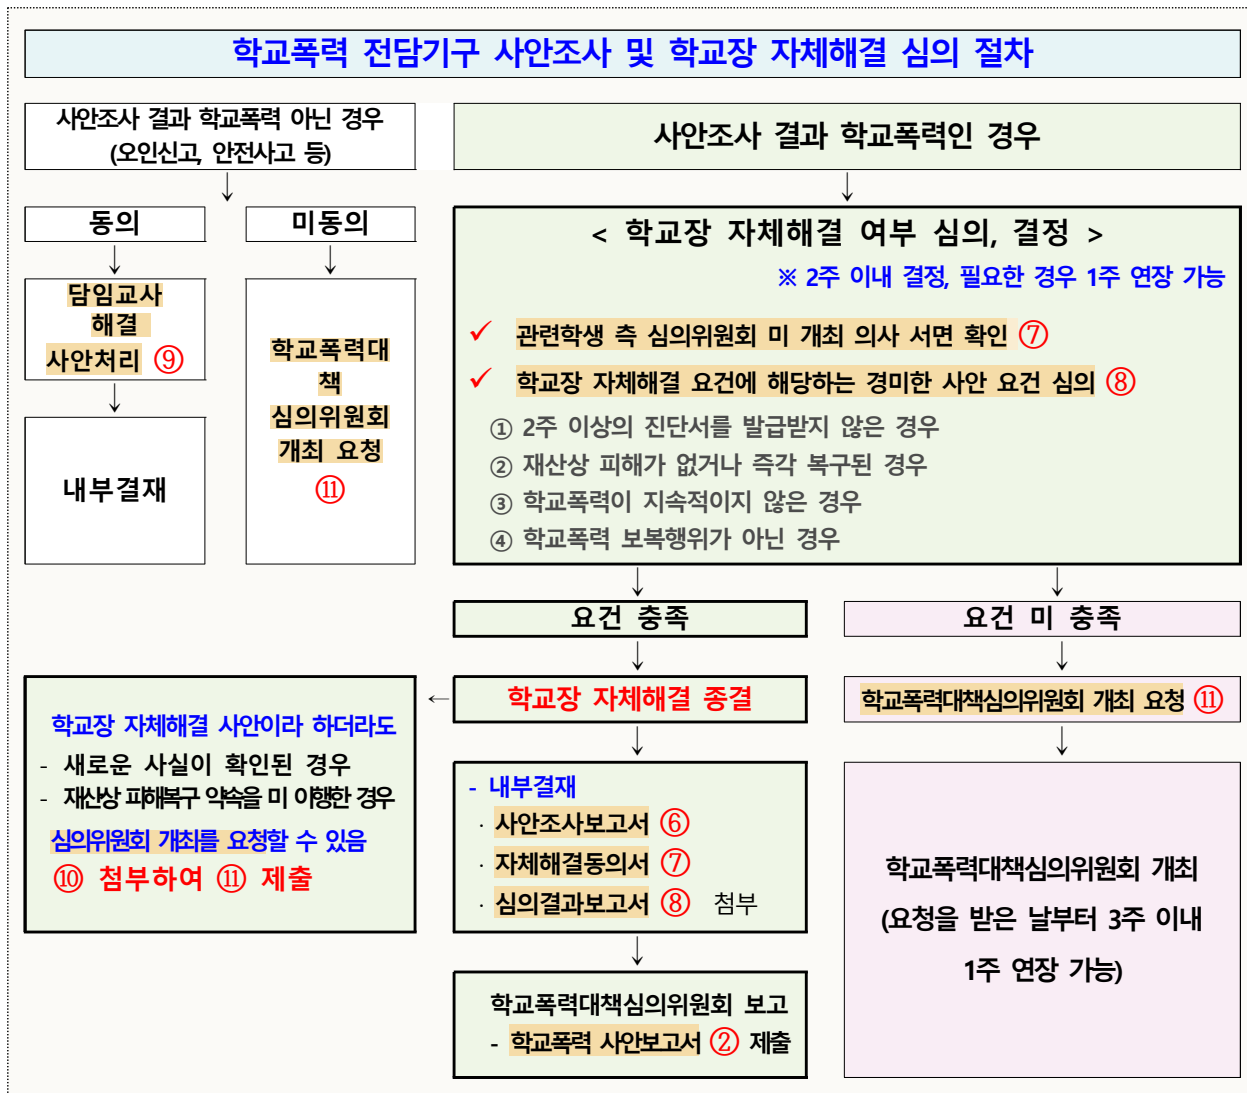 학교폭력 전담기구 사안조사 및 학교장 자체해결 심의 절차
사안조사 결과 학교폭력 아닌 경우
(오인신고, 안전사고 등)
사안조사 결과 학교폭력인 경우
↓
↓
동의
미동의
< 학교장 자체해결 여부 심의, 결정 >
※ 2주 이내 결정, 필요한 경우 1주 연장 가능
✓ 관련학생 측 심의위원회 미 개최 의사 서면 확인 ⑦
✓ 학교장 자체해결 요건에 해당하는 경미한 사안 요건 심의 ⑧
① 2주 이상의 진단서를 발급받지 않은 경우
② 재산상 피해가 없거나 즉각 복구된 경우
③ 학교폭력이 지속적이지 않은 경우
④ 학교폭력 보복행위가 아닌 경우
↓
↓
담임교사
해결
사안처리 ⑨
↓
내부결재
학교폭력대
책
심의위원회
개최 요청
⑪
↓
↓
요건 충족
요건 미 충족
↓
↓
← 학교장 자체해결 종결
학교폭력대책심의위원회 개최 요청 ⑪
↓
↓
학교장 자체해결 사안이라 하더라도
- 새로운 사실이 확인된 경우
- 재산상 피해복구 약속을 미 이행한 경우
심의위원회 개최를 요청할 수 있음
⑩ 첨부하여 ⑪ 제출
- 내부결재
· 사안조사보고서 ⑥
· 자체해결동의서 ⑦
· 심의결과보고서 ⑧ 첨부
↓
학교폭력대책심의위원회 보고
- 학교폭력 사안보고서 ② 제출
학교폭력대책심의위원회 개최
(요청을 받은 날부터 3주 이내
1주 연장 가능)